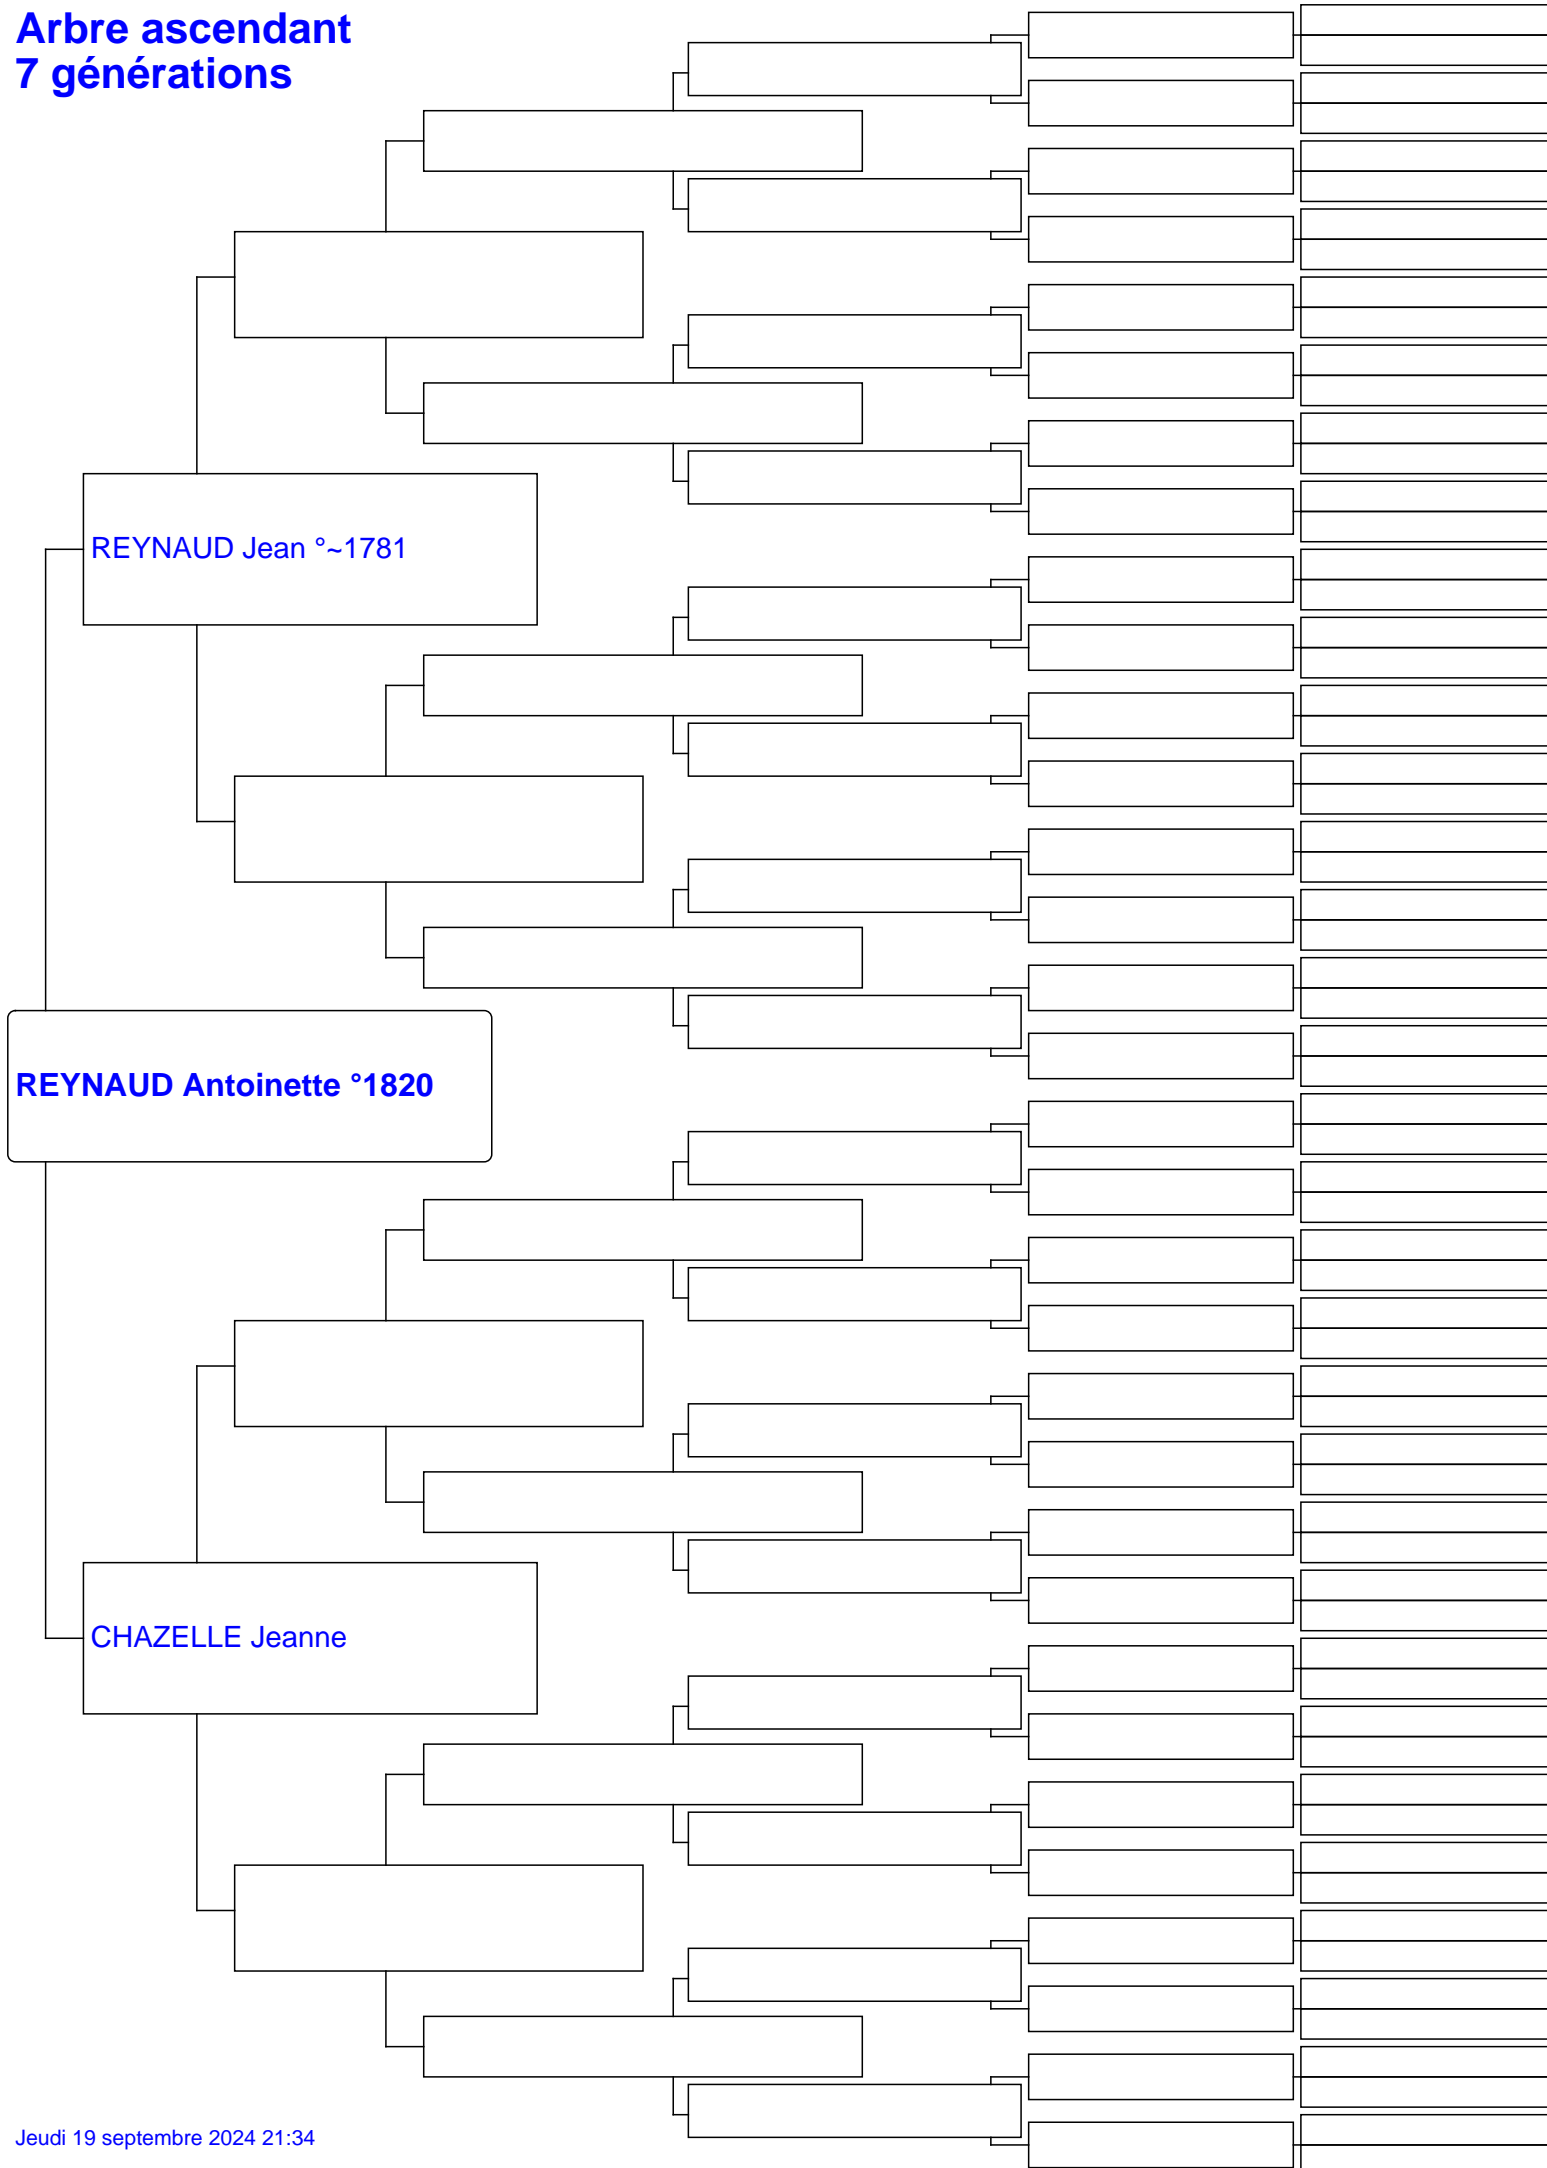 Arbre ascendant
7 générations
REYNAUD Jean °~1781
REYNAUD Antoinette °1820
CHAZELLE Jeanne
Jeudi 19 septembre 2024 21:34